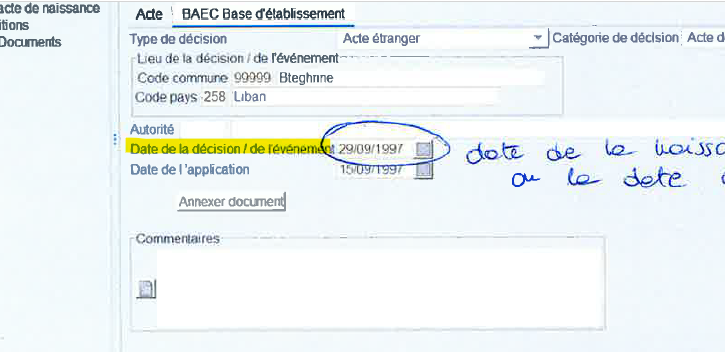 acte de naissance
itions
Documents
Acte BAEC Base d'établissement
Type de décision Acte étranger Catégorie de décision Acte d
Lieu de la décision / de l'événement
Code commune 99999 Bteghrine
Code pays 258 Liban
Autorité
Date de la décision / de l'événement 29/09/1997 date de la naissa
Date de l'application 15/09/1997 ou la date
Annexer document
Commentaires